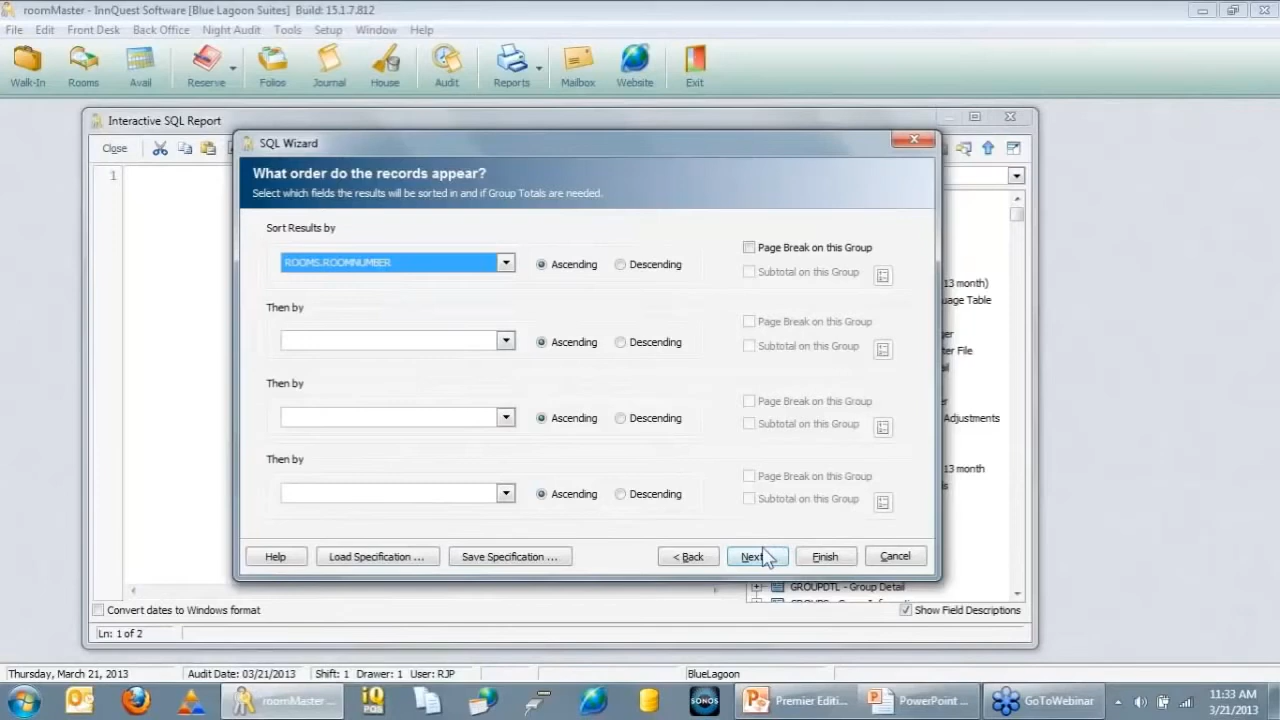 roomMaster - InnQuest Software [Blue Lagoon Suites] Build: 15.1.7.812
File Edit Front Desk Back Office Night Audit Tools Setup Window Help
Walk-In Rooms Avail Reserve Folios Journal House Audit Reports Mailbox Website Exit
Interactive SQL Report
Close
1
SQL Wizard
What order do the records appear?
Select which fields the results will be sorted in and if Group Totals are needed.
Sort Results by
ROOMS.ROOMNUMBER Ascending Descending
Page Break on this Group
Subtotal on this Group
Then by
Ascending Descending
Page Break on this Group
Subtotal on this Group
Then by
Ascending Descending
Page Break on this Group
Subtotal on this Group
Then by
Ascending Descending
Page Break on this Group
Subtotal on this Group
Help Load Specification ... Save Specification ... < Back Next Finish Cancel
13 month)
uage Table
ger
ter File
Adjustments
13 month
GROUPDTL - Group Detail
Convert dates to Windows format
Show Field Descriptions
Ln: 1 of 2
Thursday, March 21, 2013 Audit Date: 03/21/2013 Shift: 1 Drawer: 1 User: RJP BlueLagoon
roomMaster ... iQ POS SONOS Premier Editi... PowerPoint ... GoToWebinar
11:33 AM
3/21/2013